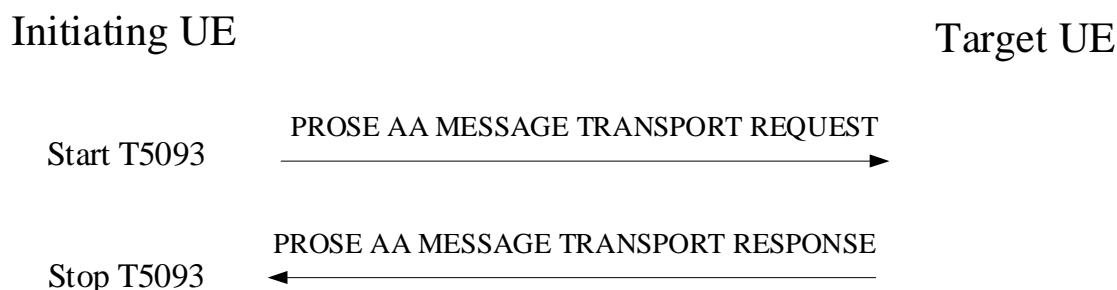 Initiating UE
Target UE
PROSE AA MESSAGE TRANSPORT REQUEST
Start T5093
PROSE AA MESSAGE TRANSPORT RESPONSE
Stop T5093